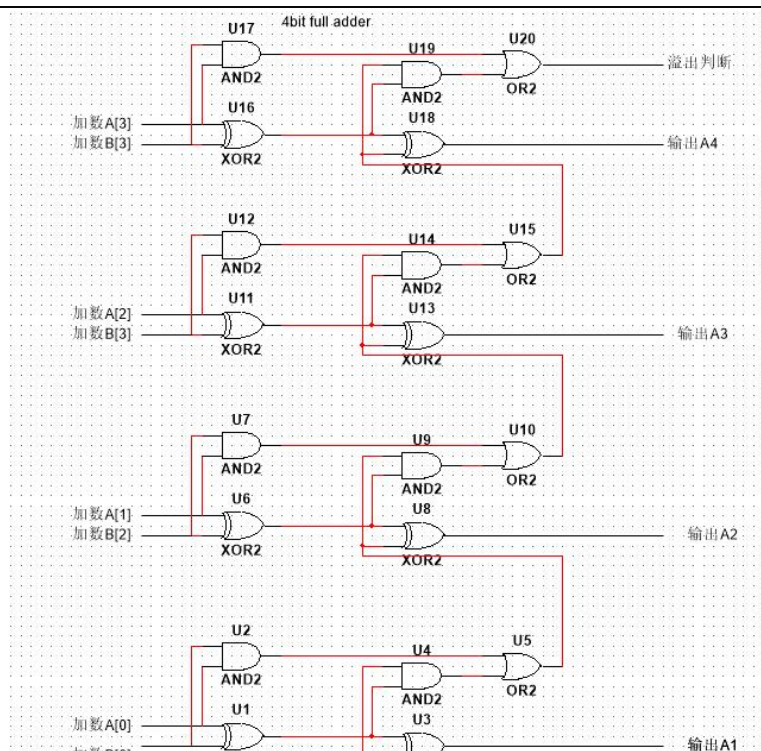 4bit full adder
U17
AND2
U19
AND2
U20
OR2
溢出判断
加数A[3]
加数B[3]
U16
XOR2
U18
XOR2
输出A4
U12
AND2
U14
AND2
U15
OR2
加数A[2]
加数B[3]
U11
XOR2
U13
XOR2
输出A3
U7
AND2
U9
AND2
U10
OR2
加数A[1]
加数B[2]
U6
XOR2
U8
XOR2
输出A2
U2
AND2
U4
AND2
U5
OR2
加数A[0]
U1
U3
输出A1